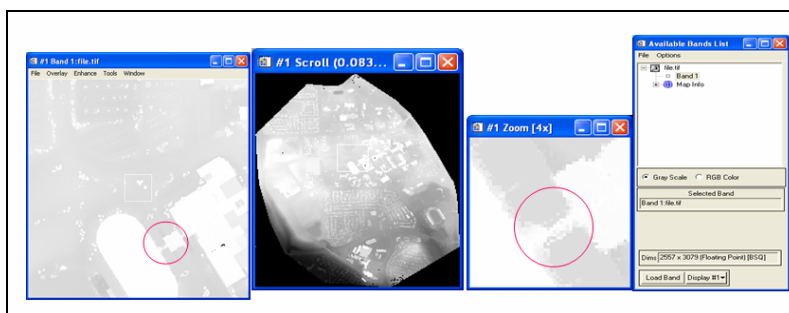 #1 Band 1:file.tif
File Overlay Enhance Tools Window
#1 Scroll (0.083...
#1 Zoom [4x]
Available Bands List
File Options
file.tif
Band 1
Map Info
Gray Scale RGB Color
Selected Band
Band 1:file.tif
Dims 2557 x 3079 (Floating Point) [BSQ]
Load Band Display #1